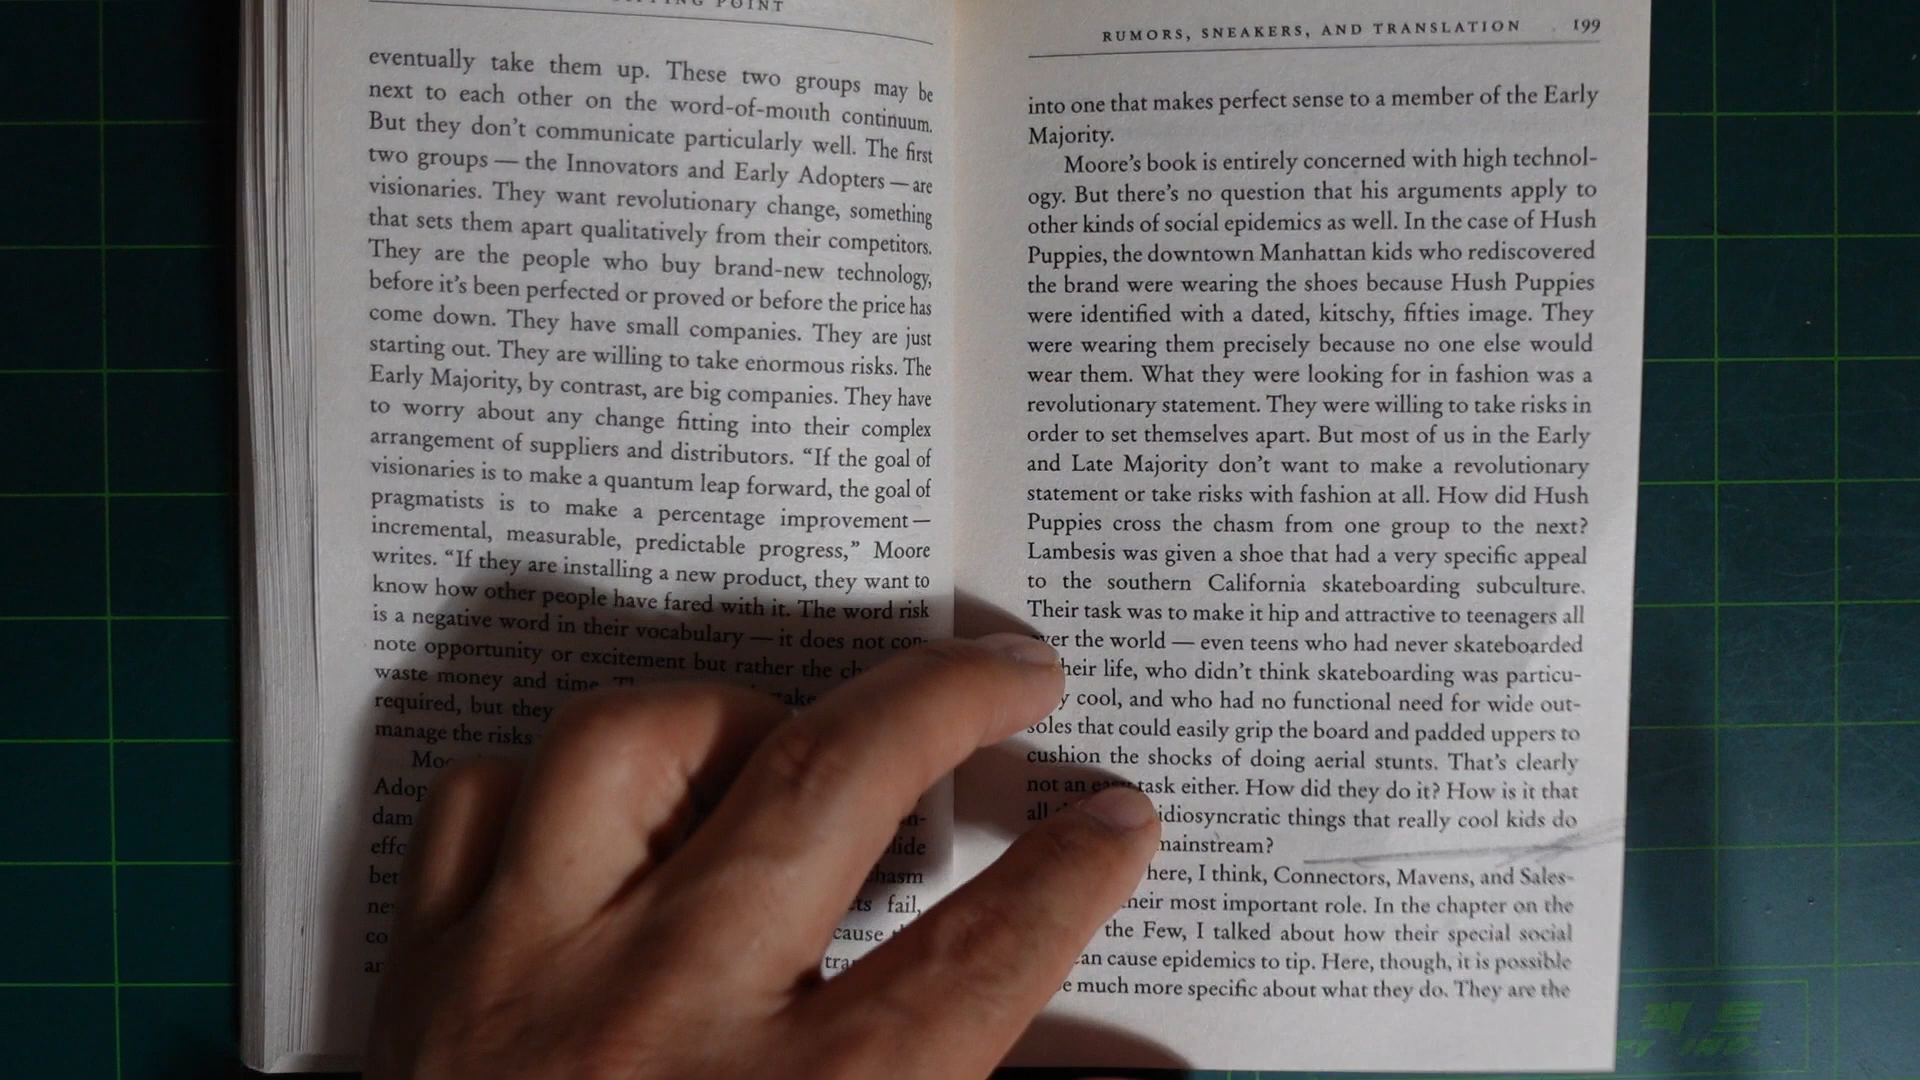 PING POINT
eventually take them up. These two groups may be
next to each other on the word-of-mouth continuum.
But they don't communicate particularly well. The first
two groups — the Innovators and Early Adopters — are
visionaries. They want revolutionary change, something
that sets them apart qualitatively from their competitors.
They are the people who buy brand-new technology,
before it's been perfected or proved or before the price has
come down. They have small companies. They are just
starting out. They are willing to take enormous risks. The
Early Majority, by contrast, are big companies. They have
to worry about any change fitting into their complex
arrangement of suppliers and distributors. “If the goal of
visionaries is to make a quantum leap forward, the goal of
pragmatists is to make a percentage improvement —
incremental, measurable, predictable progress,” Moore
writes. “If they are installing a new product, they want to
know how other people have fared with it. The word risk
is a negative word in their vocabulary — it does not con-
note opportunity or excitement but rather the
waste money and time.
required, but they
manage the risks
fail,
cause
RUMORS, SNEAKERS, AND TRANSLATION 199
into one that makes perfect sense to a member of the Early
Majority.
Moore's book is entirely concerned with high technol-
ogy. But there's no question that his arguments apply to
other kinds of social epidemics as well. In the case of Hush
Puppies, the downtown Manhattan kids who rediscovered
the brand were wearing the shoes because Hush Puppies
were identified with a dated, kitschy, fifties image. They
were wearing them precisely because no one else would
wear them. What they were looking for in fashion was a
revolutionary statement. They were willing to take risks in
order to set themselves apart. But most of us in the Early
and Late Majority don't want to make a revolutionary
statement or take risks with fashion at all. How did Hush
Puppies cross the chasm from one group to the next?
Lambesis was given a shoe that had a very specific appeal
to the southern California skateboarding subculture.
Their task was to make it hip and attractive to teenagers all
over the world — even teens who had never skateboarded
their life, who didn't think skateboarding was particu-
cool, and who had no functional need for wide out-
soles that could easily grip the board and padded uppers to
cushion the shocks of doing aerial stunts. That's clearly
not an easy task either. How did they do it? How is it that
all idiosyncratic things that really cool kids do
mainstream?
here, I think, Connectors, Mavens, and Sales-
their most important role. In the chapter on the
the Few, I talked about how their special social
can cause epidemics to tip. Here, though, it is possible
much more specific about what they do. They are the